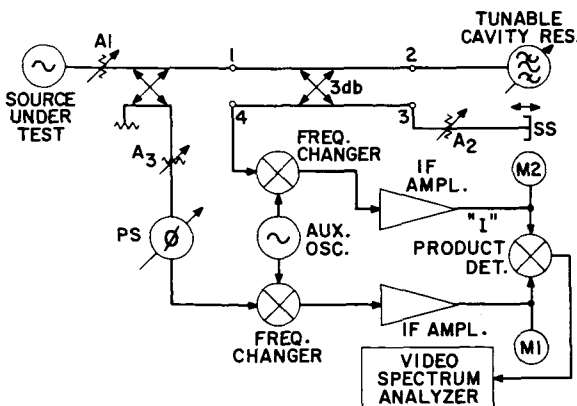 TUNABLE
CAVITY RES.
A1
1
2
SOURCE
UNDER
TEST
3db
4
3
A2
SS
A3
FREQ.
CHANGER
IF
AMPL.
M2
"I"
PS
Ø
AUX.
OSC.
PRODUCT
DET.
FREQ.
CHANGER
IF AMPL.
M1
VIDEO
SPECTRUM
ANALYZER